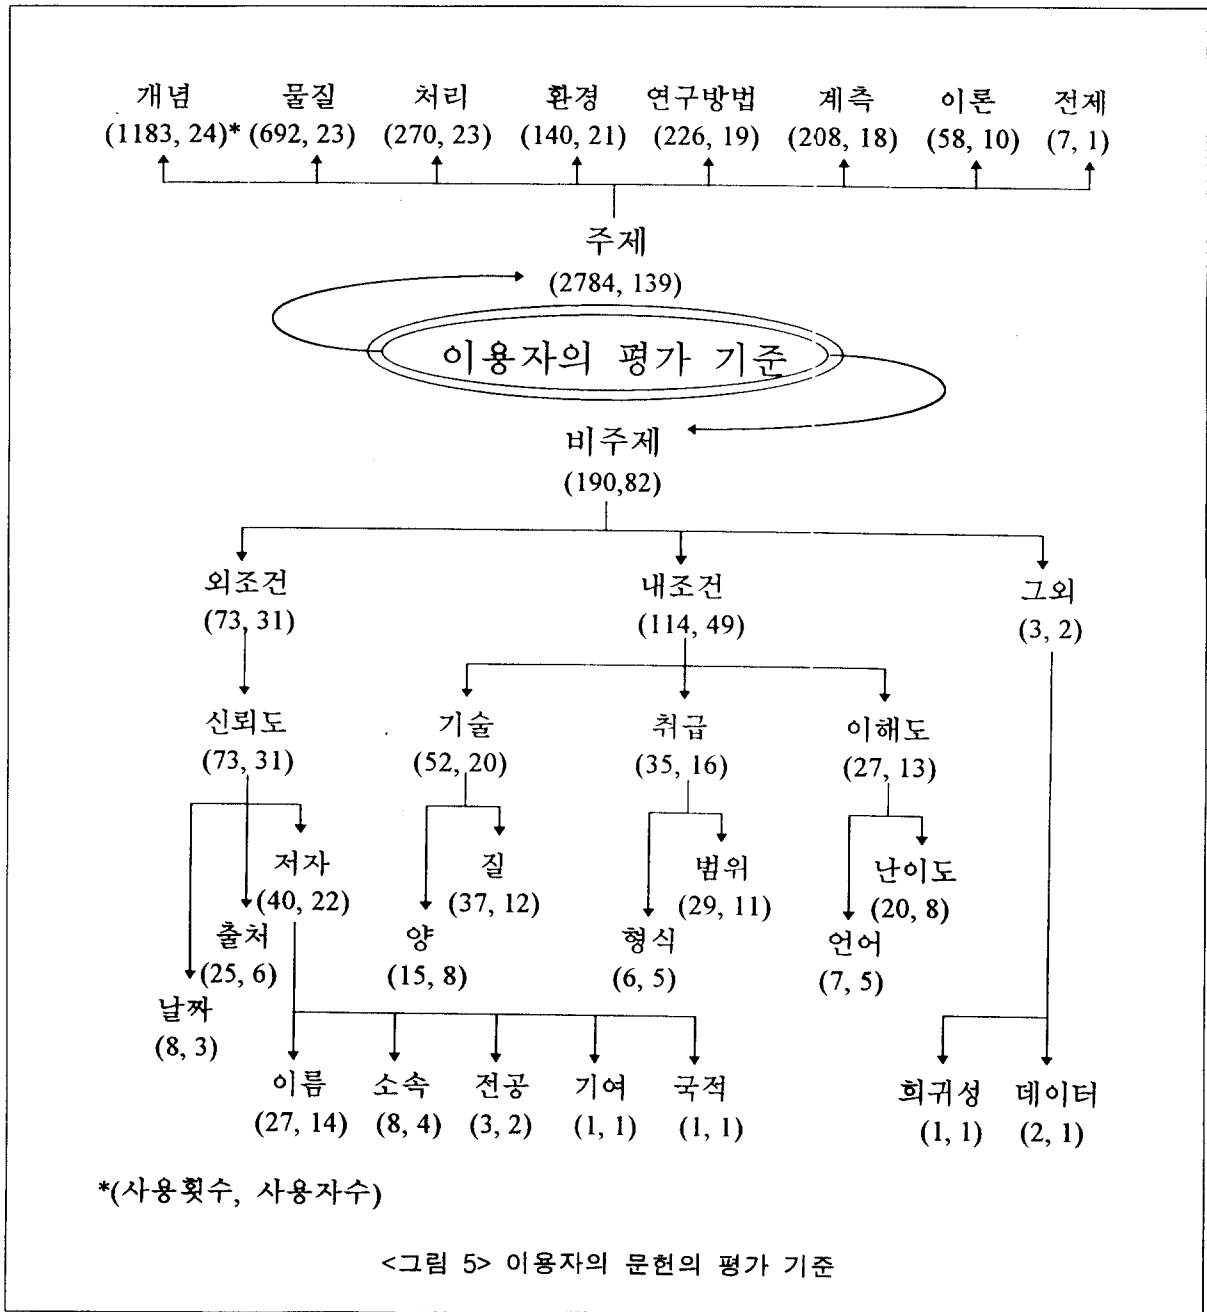 개념 물질 처리 환경 연구방법 계측 이론 전제
(1183, 24)* (692, 23) (270, 23) (140, 21) (226, 19) (208, 18) (58, 10) (7, 1)
주제
(2784, 139)
이용자의 평가 기준
비주제
(190,82)
외조건 내조건 그외
(73, 31) (114, 49) (3, 2)
신뢰도 기술 취급 이해도
(73, 31) (52, 20) (35, 16) (27, 13)
저자 질 범위 난이도
(40, 22) (37, 12) (29, 11) (20, 8)
출처 양 형식 언어
(25, 6) (15, 8) (6, 5) (7, 5)
날짜
(8, 3)
이름 소속 전공 기여 국적 희귀성 데이터
(27, 14) (8, 4) (3, 2) (1, 1) (1, 1) (1, 1) (2, 1)
*(사용횟수, 사용자수)
<그림 5> 이용자의 문헌의 평가 기준